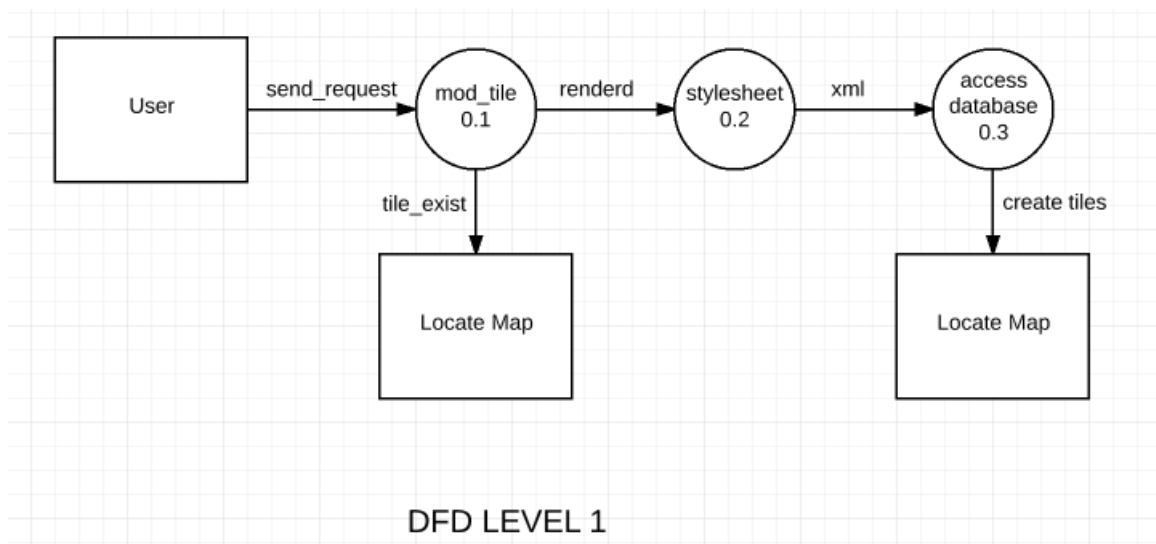 User
send_request
mod_tile
0.1
renderd
stylesheet
0.2
xml
access
database
0.3
tile_exist
create tiles
Locate Map
Locate Map
DFD LEVEL 1